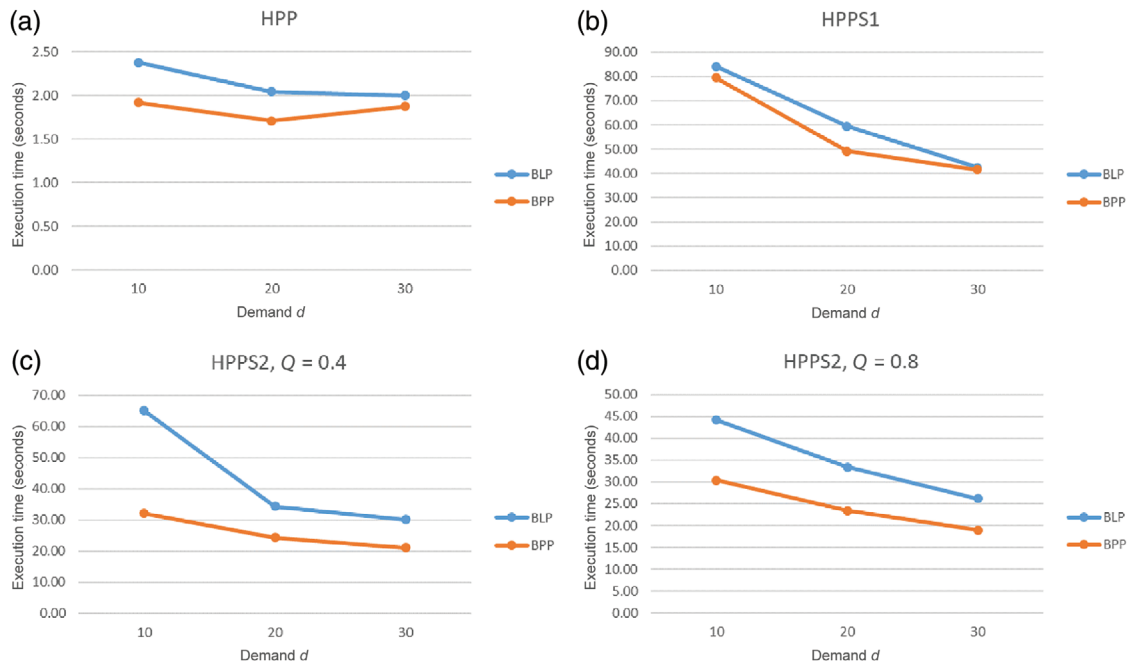 (a)
HPP
Execution time (seconds)
2.50
2.00
1.50
1.00
0.50
0.00
10 20 30
Demand d
BLP
BPP
(b)
HPPS1
Execution time (seconds)
90.00
80.00
70.00
60.00
50.00
40.00
30.00
20.00
10.00
0.00
10 20 30
Demand d
BLP
BPP
(c)
HPPS2, Q = 0.4
Execution time (seconds)
70.00
60.00
50.00
40.00
30.00
20.00
10.00
0.00
10 20 30
Demand d
BLP
BPP
(d)
HPPS2, Q = 0.8
Execution time (seconds)
50.00
45.00
40.00
35.00
30.00
25.00
20.00
15.00
10.00
5.00
0.00
10 20 30
Demand d
BLP
BPP